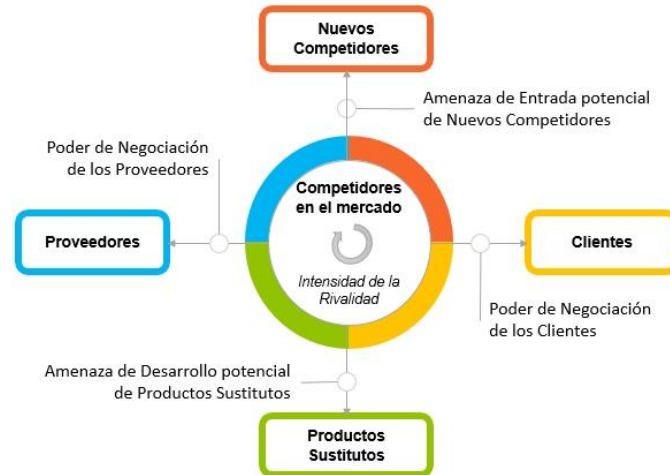 Nuevos
Competidores
Amenaza de Entrada potencial
de Nuevos Competidores
Poder de Negociación
de los Proveedores
Competidores
en el mercado
Proveedores
Clientes
Intensidad de la
Rivalidad
Poder de Negociación
de los Clientes
Amenaza de Desarrollo potencial
de Productos Sustitutos
Productos
Sustitutos